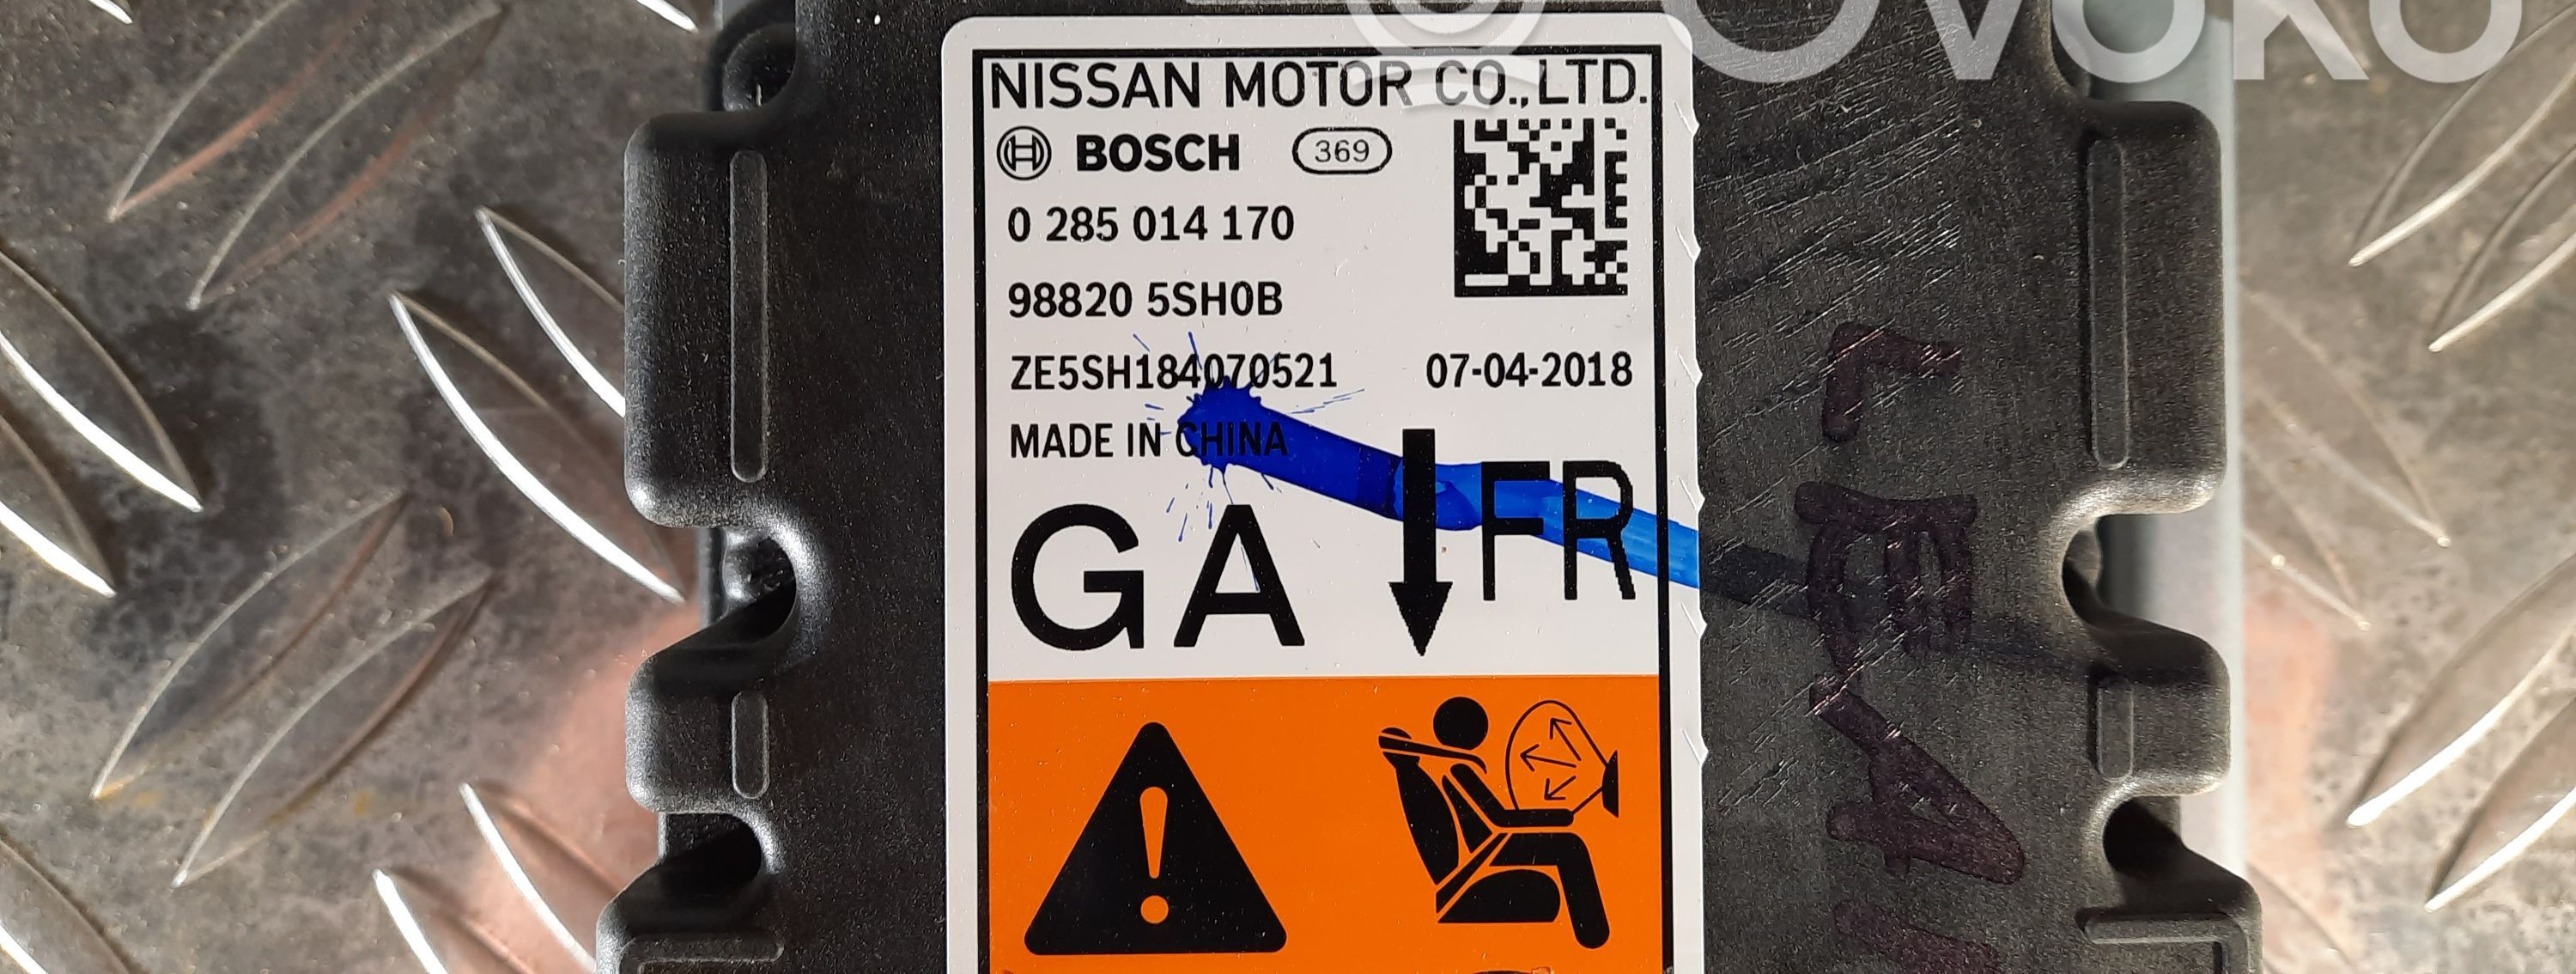 Ovoko
NISSAN MOTOR CO.,LTD.
BOSCH 369
0 285 014 170
98820 5SH0B
ZE5SH184070521 07-04-2018
MADE IN CHINA
GA FR